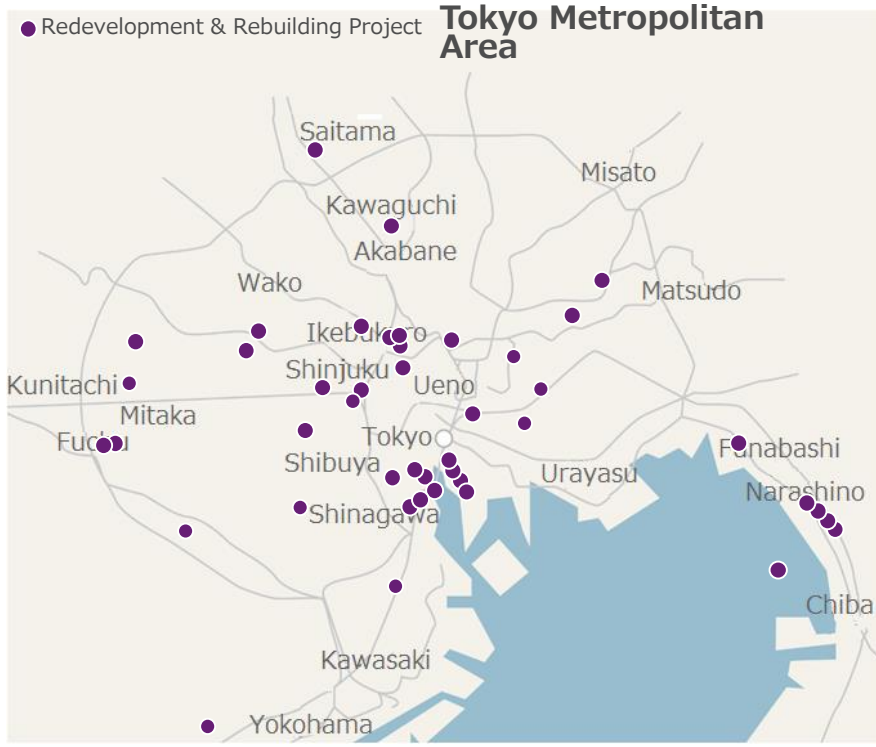 Redevelopment & Rebuilding Project
Tokyo Metropolitan
Area
Saitama
Misato
Kawaguchi
Akabane
Wako
Matsudo
Ikebukuro
Shinjuku
Ueno
Kunitachi
Mitaka
Tokyo
Fuchu
Funabashi
Shibuya
Urayasu
Narashino
Shinagawa
Chiba
Kawasaki
Yokohama